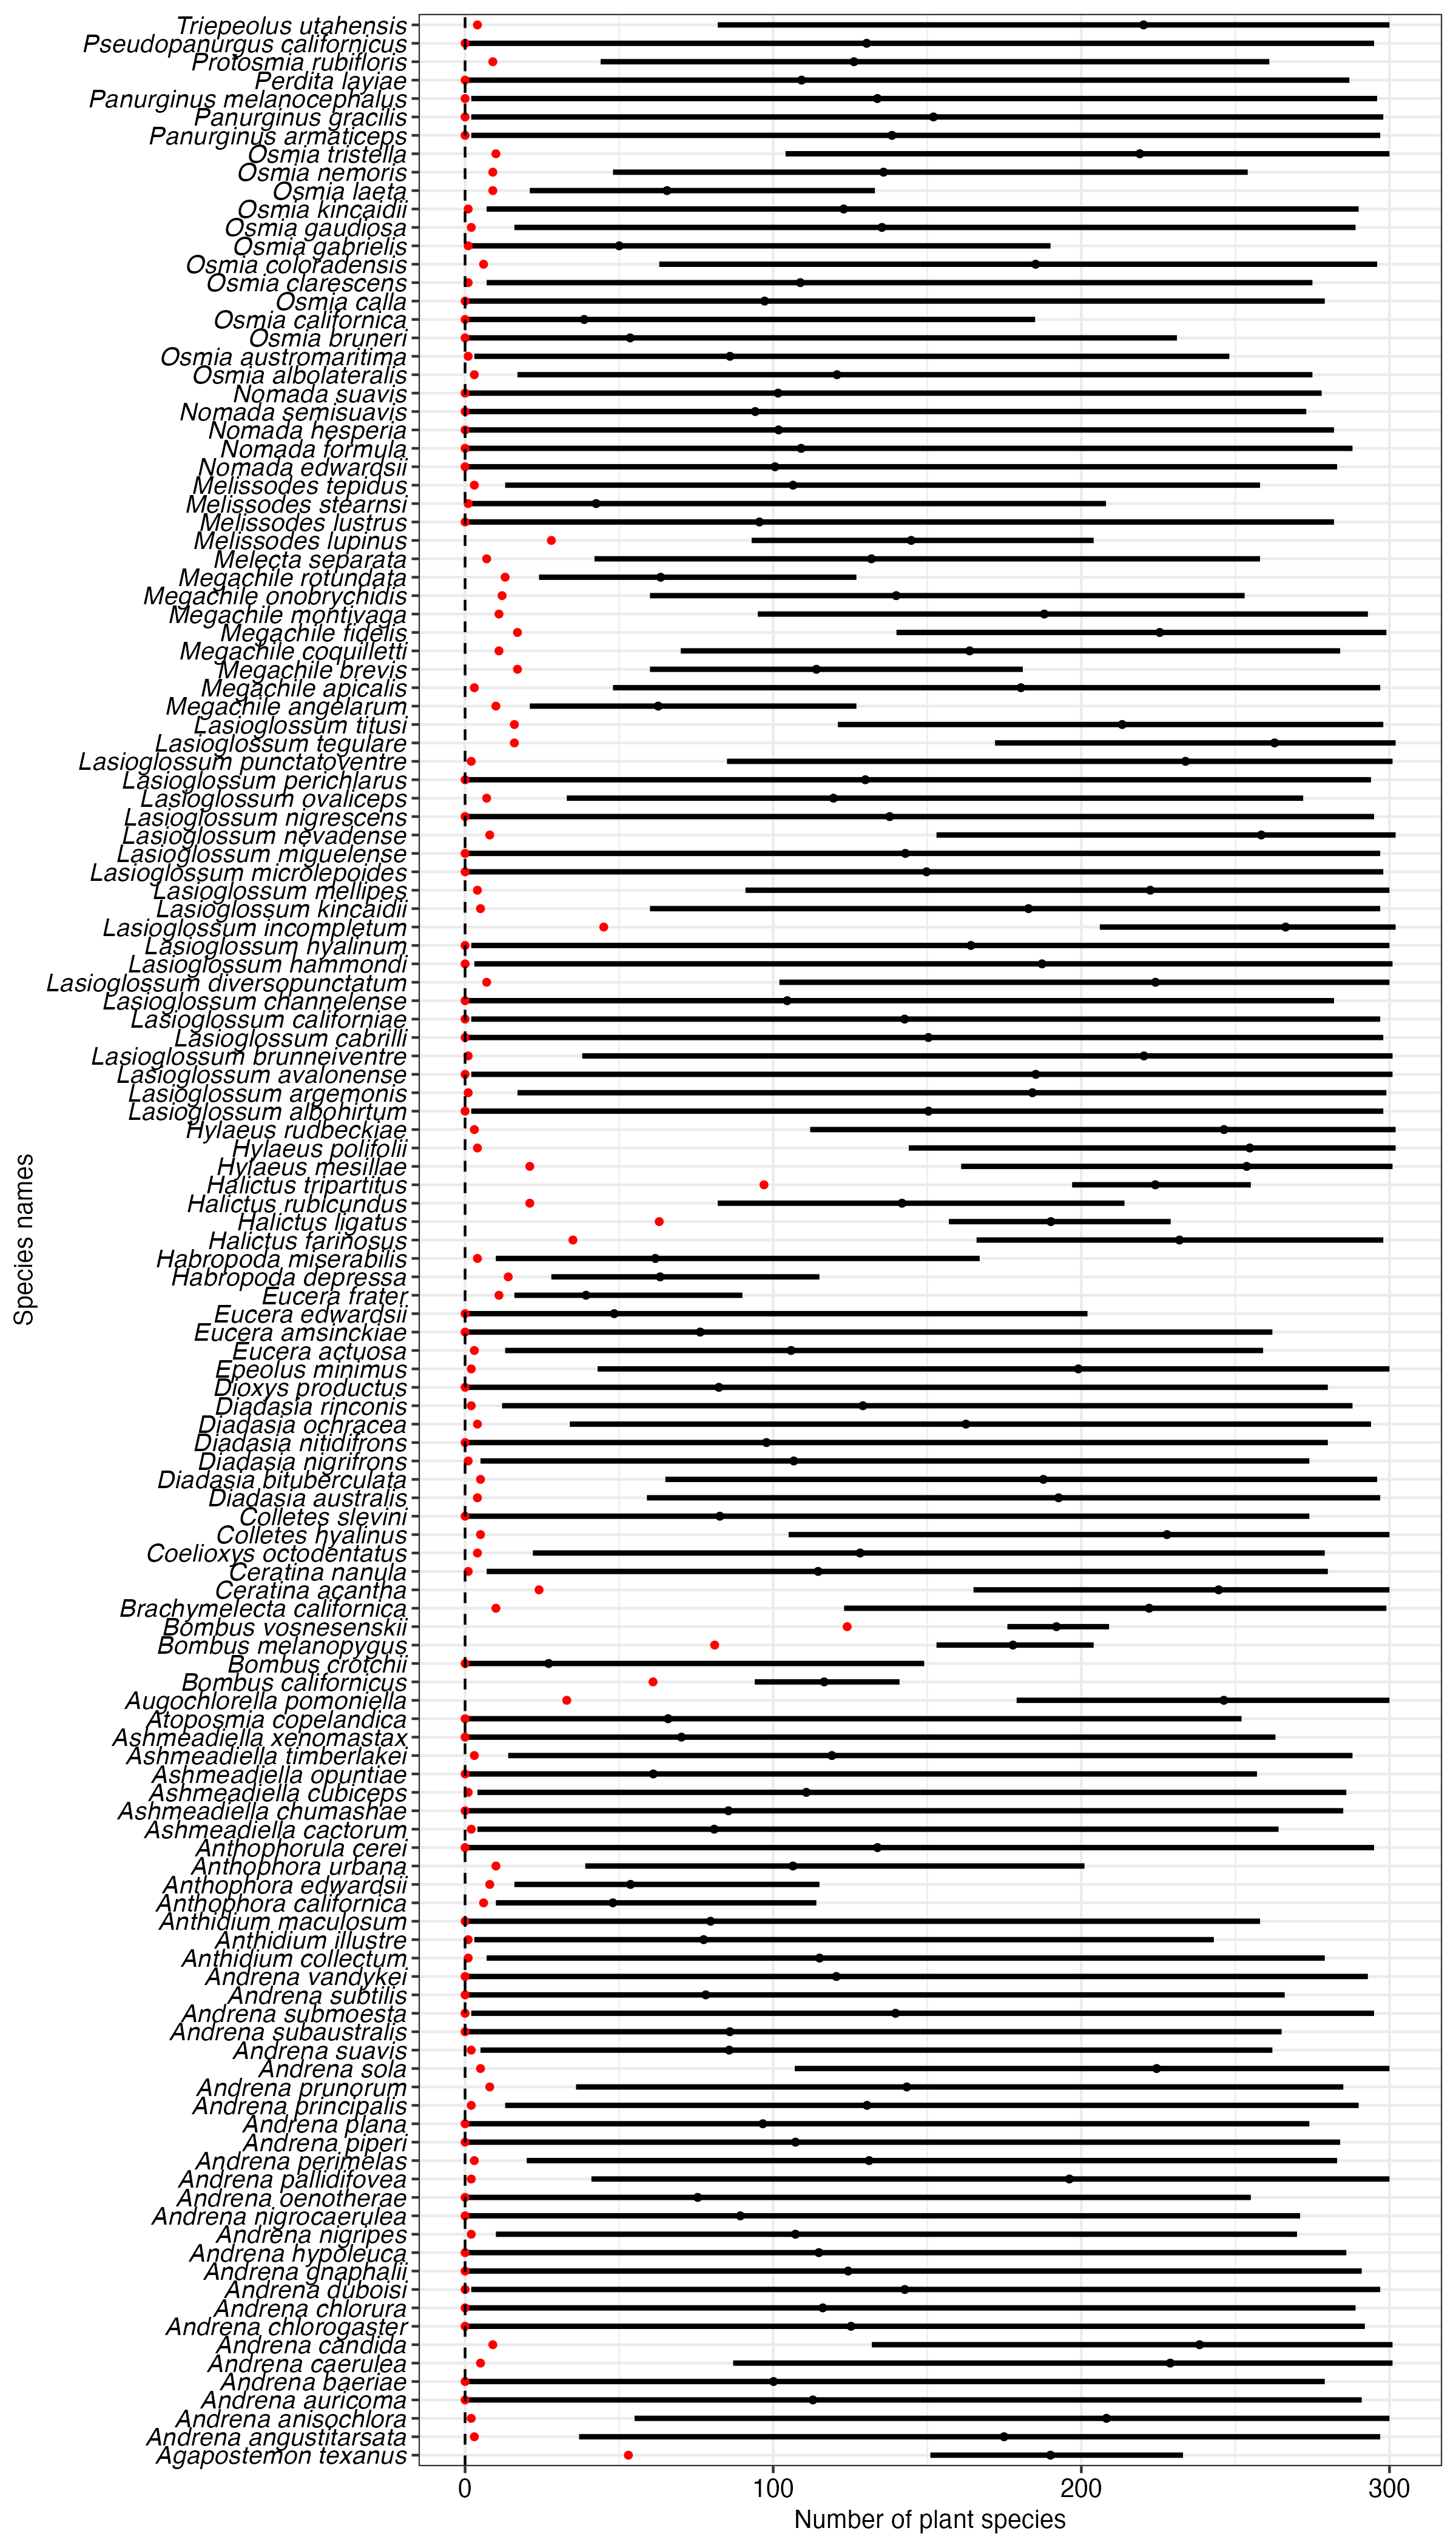 Triepeolus utahensis
Pseudopanurgus californicus
Protosmia rubifloris
Perdita layiae
Panurginus melanocephalus
Panurginus gracilis
Panurginus armaticeps
Osmia tristella
Osmia nemoris
Osmia laeta
Osmia kincaidii
Osmia gaudiosa
Osmia gabrielis
Osmia coloradensis
Osmia clarescens
Osmia calla
Osmia californica
Osmia bruneri
Osmia austromaritima
Osmia albolateralis
Nomada suavis
Nomada semisuavis
Nomada hesperia
Nomada formula
Nomada edwardsii
Melissodes tepidus
Melissodes stearnsi
Melissodes lustrus
Melissodes lupinus
Melecta separata
Megachile rotundata
Megachile onobrychidis
Megachile montivaga
Megachile fidelis
Megachile coquilletti
Megachile brevis
Megachile apicalis
Megachile angelarum
Lasioglossum titusi
Lasioglossum tegulare
Lasioglossum punctatoventre
Lasioglossum perichlarus
Lasioglossum ovaliceps
Lasioglossum nigrescens
Lasioglossum nevadense
Lasioglossum miguelense
Lasioglossum microlepoides
Lasioglossum mellipes
Lasioglossum kincaidii
Lasioglossum incompletum
Lasioglossum hyalinum
Lasioglossum hammondi
Lasioglossum diversopunctatum
Lasioglossum channelense
Lasioglossum californiae
Lasioglossum cabrilli
Lasioglossum brunneiventre
Lasioglossum avalonense
Lasioglossum argemonis
Lasioglossum albohirtum
Hylaeus rudbeckiae
Hylaeus polifolii
Hylaeus mesillae
Halictus tripartitus
Halictus rubicundus
Halictus ligatus
Halictus farinosus
Habropoda miserabilis
Habropoda depressa
Eucera frater
Eucera edwardsii
Eucera amsinckiae
Eucera actuosa
Epeolus minimus
Dioxys productus
Diadasia rinconis
Diadasia ochracea
Diadasia nitidifrons
Diadasia nigrifrons
Diadasia bituberculata
Diadasia australis
Colletes slevini
Colletes hyalinus
Coelioxys octodentatus
Ceratina nanula
Ceratina acantha
Brachymelecta californica
Bombus vosnesenskii
Bombus melanopygus
Bombus crotchii
Bombus californicus
Augochlorella pomoniella
Atoposmia copelandica
Ashmeadiella xenomastax
Ashmeadiella timberlakei
Ashmeadiella opuntiae
Ashmeadiella cubiceps
Ashmeadiella chumashae
Ashmeadiella cactorum
Anthophorula cerei
Anthophora urbana
Anthophora edwardsii
Anthophora californica
Anthidium maculosum
Anthidium illustre
Anthidium collectum
Andrena vandykei
Andrena subtilis
Andrena submoesta
Andrena subaustralis
Andrena suavis
Andrena sola
Andrena prunorum
Andrena principalis
Andrena plana
Andrena piperi
Andrena perimelas
Andrena pallidifovea
Andrena oenotherae
Andrena nigrocaerulea
Andrena nigripes
Andrena hypoleuca
Andrena gnaphalii
Andrena duboisi
Andrena chlorura
Andrena chlorogaster
Andrena candida
Andrena caerulea
Andrena baeriae
Andrena auricoma
Andrena anisochlora
Andrena angustitarsata
Agapostemon texanus
Species names
0 100 200 300
Number of plant species